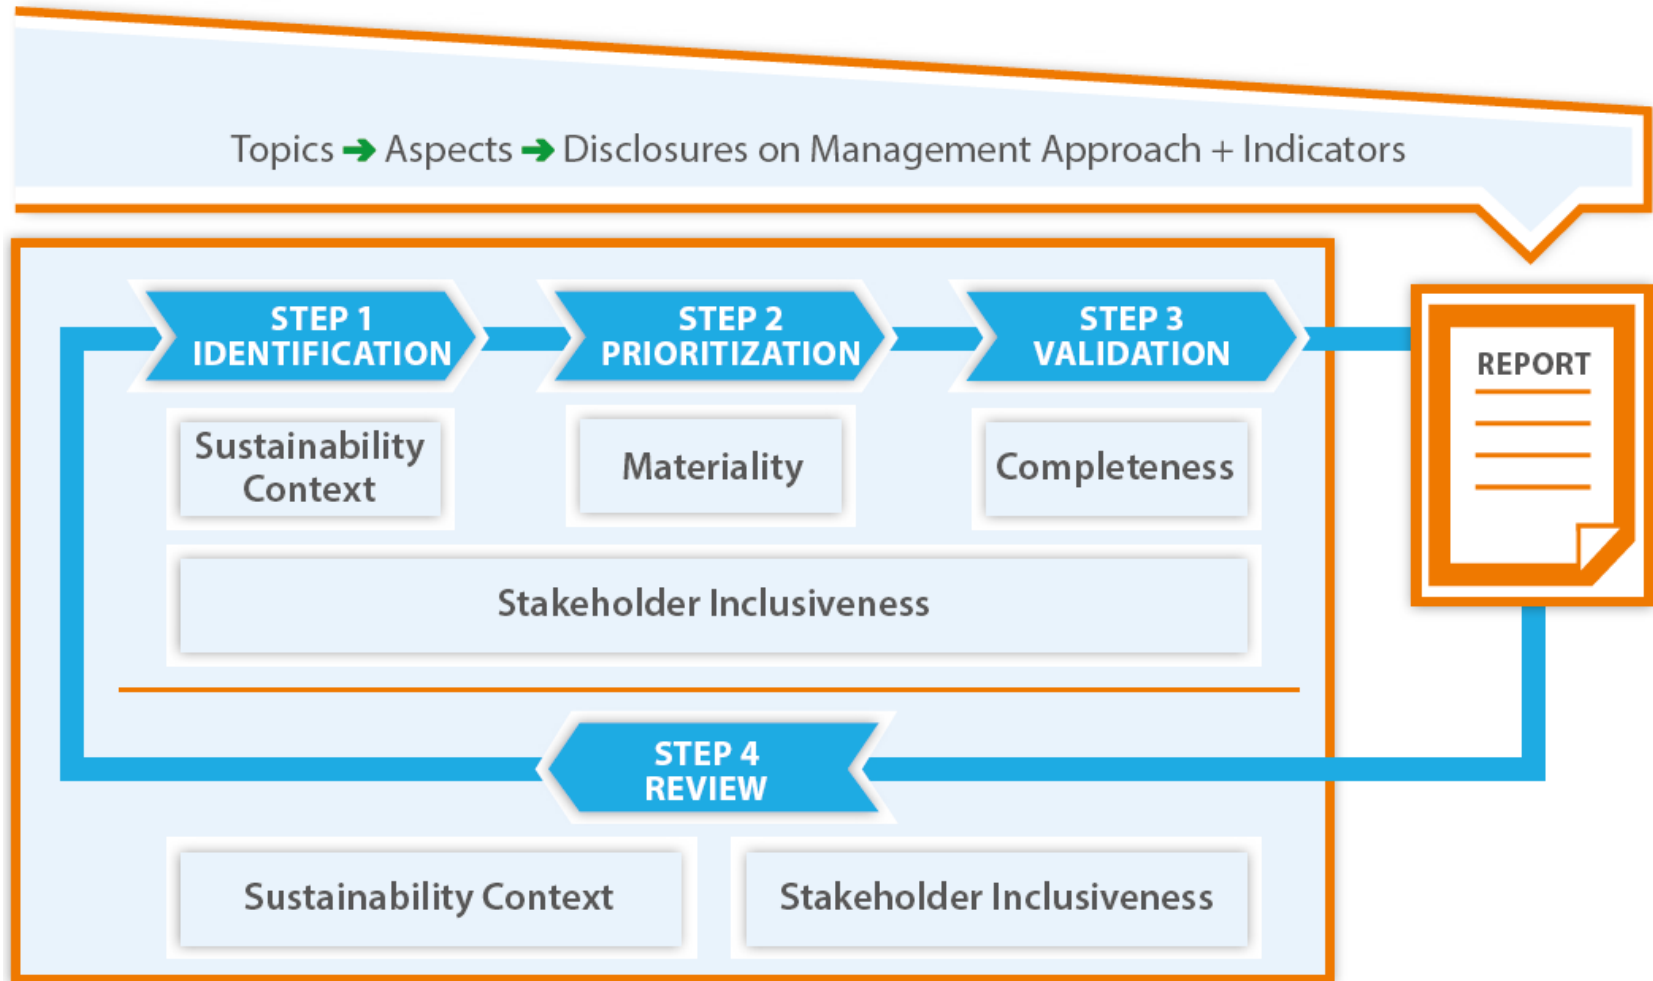 Topics ➔ Aspects ➔ Disclosures on Management Approach + Indicators
STEP 1
IDENTIFICATION
STEP 2
PRIORITIZATION
STEP 3
VALIDATION
REPORT
Sustainability
Context
Materiality
Completeness
Stakeholder Inclusiveness
STEP 4
REVIEW
Sustainability Context
Stakeholder Inclusiveness